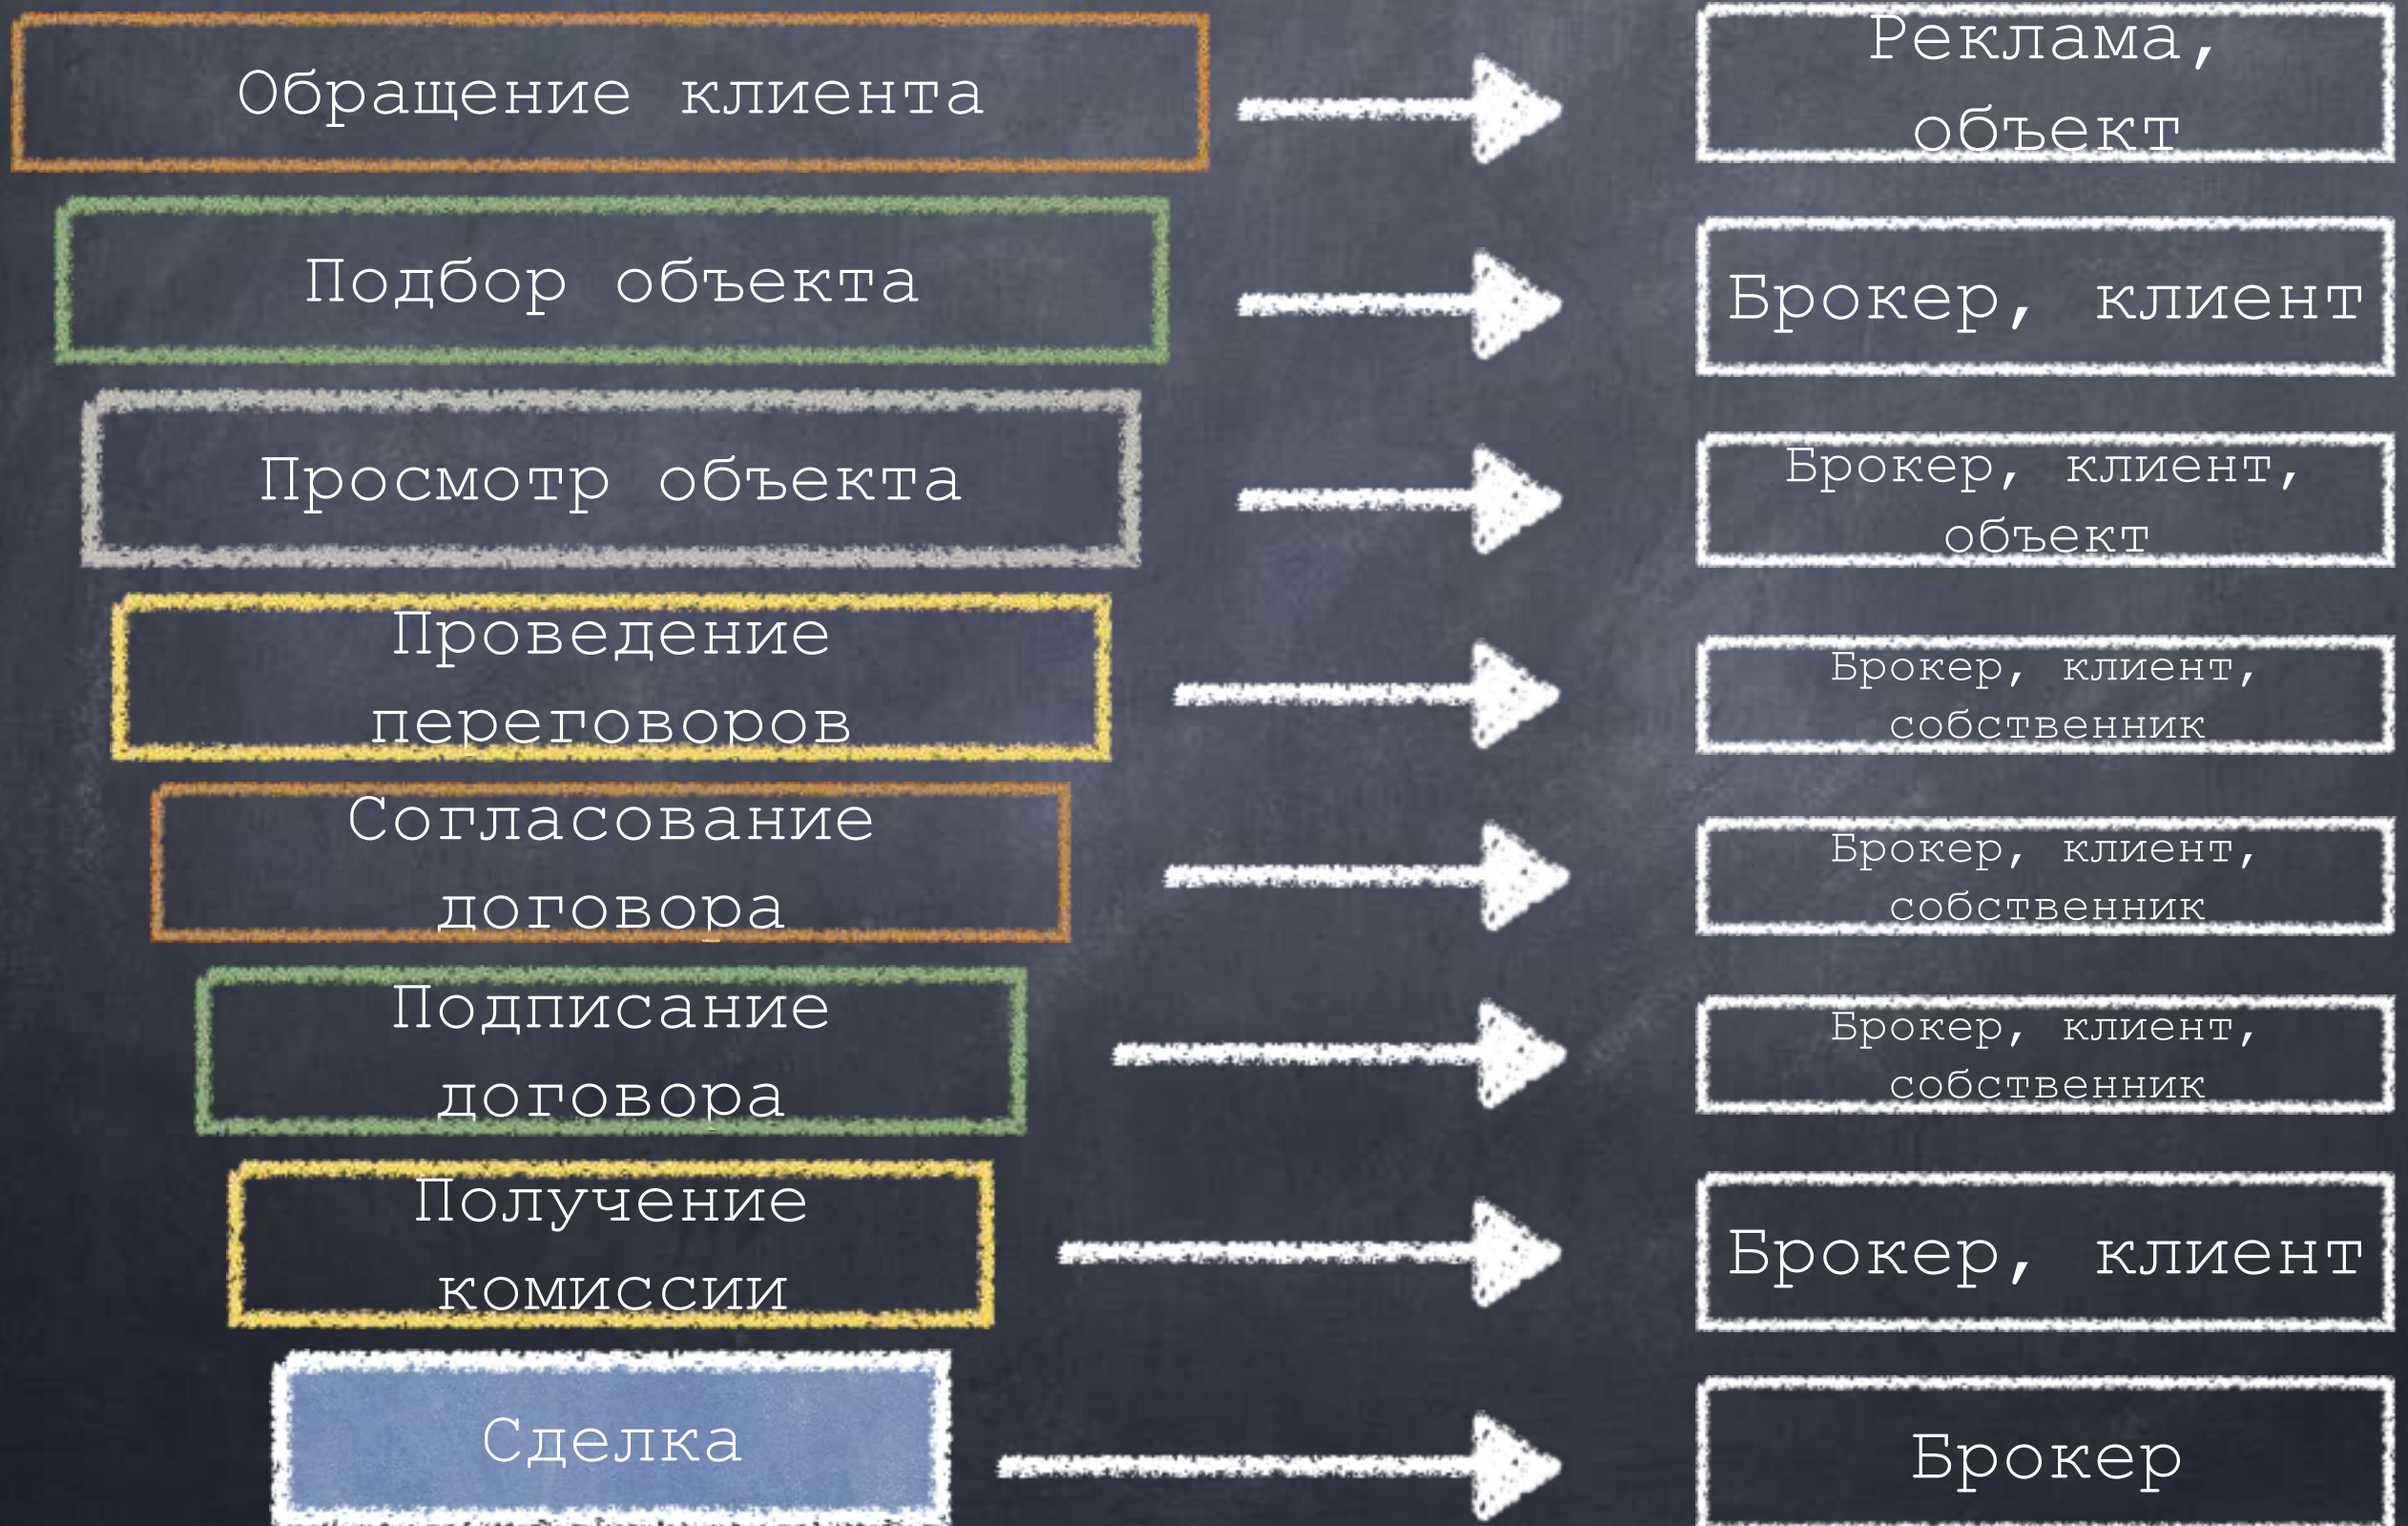 Обращение клиента
Реклама,
объект
Подбор объекта
Брокер, клиент
Просмотр объекта
Брокер, клиент,
объект
Проведение
переговоров
Брокер, клиент,
собственник
Согласование
договора
Брокер, клиент,
собственник
Подписание
договора
Брокер, клиент,
собственник
Получение
комиссии
Брокер, клиент
Сделка
Брокер